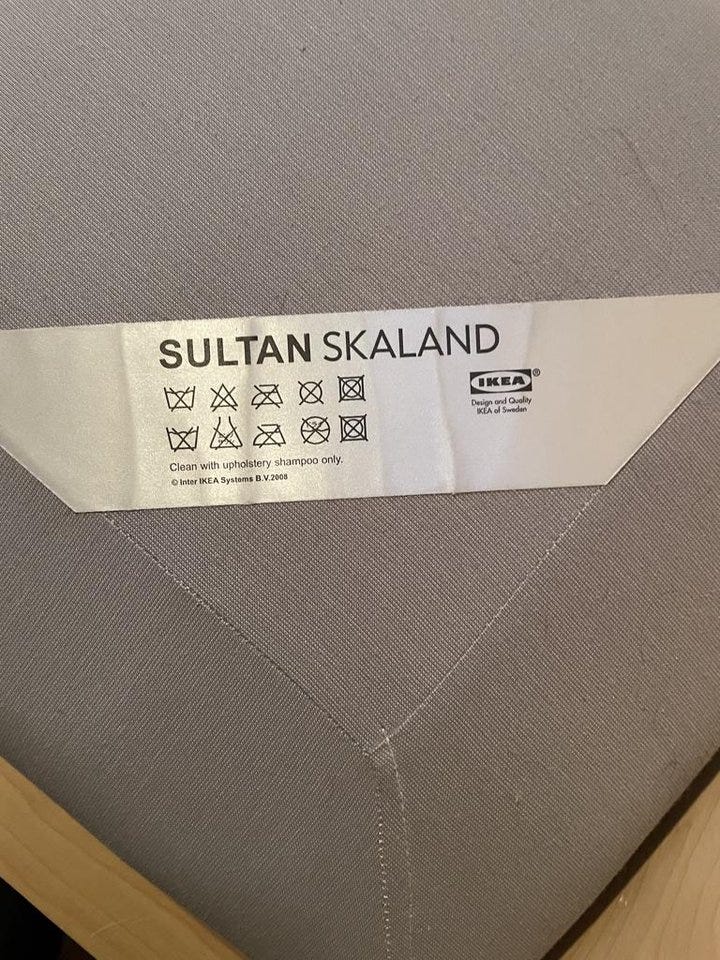 SULTAN SKALAND
IKEA®
Design and Quality
IKEA of Sweden
Clean with upholstery shampoo only.
© Inter IKEA Systems B.V.2008